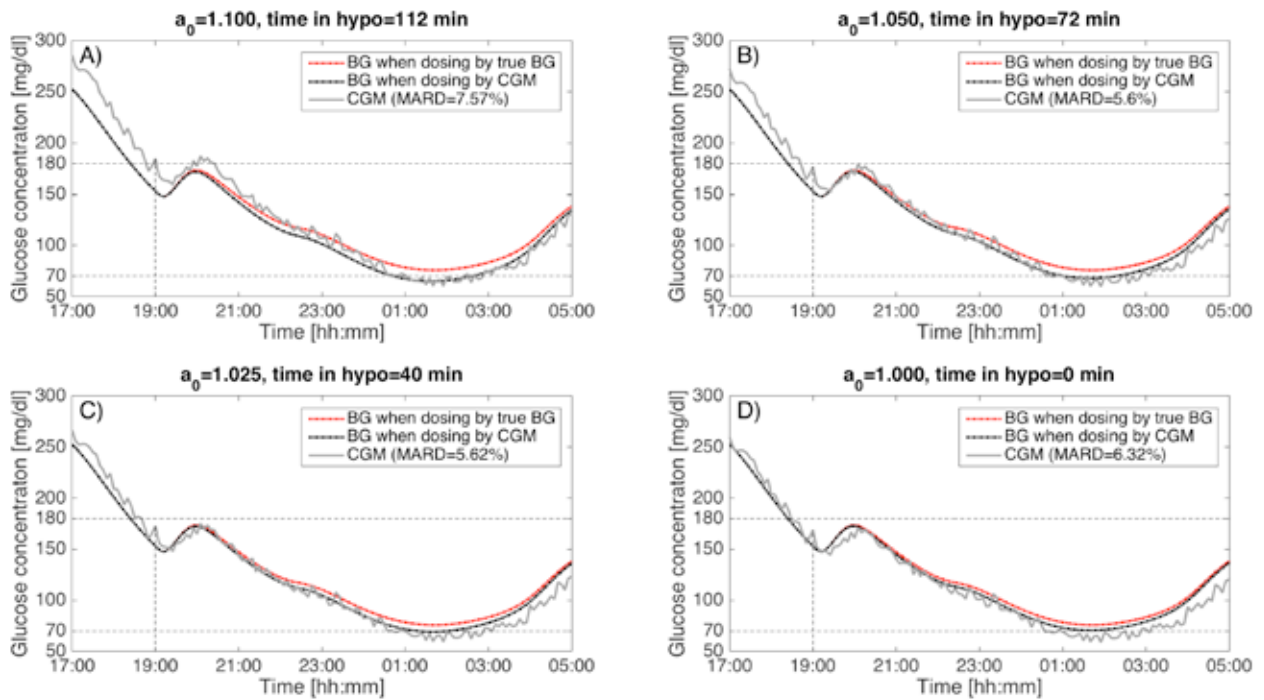 a0=1.100, time in hypo=112 min
A)
BG when dosing by true BG
BG when dosing by CGM
CGM (MARD=7.57%)
300
250
200
180
150
100
70
50
Glucose concentraton [mg/dl]
17:00 19:00 21:00 23:00 01:00 03:00 05:00
Time [hh:mm]
a0=1.050, time in hypo=72 min
B)
BG when dosing by true BG
BG when dosing by CGM
CGM (MARD=5.6%)
300
250
200
180
150
100
70
50
Glucose concentraton [mg/dl]
17:00 19:00 21:00 23:00 01:00 03:00 05:00
Time [hh:mm]
a0=1.025, time in hypo=40 min
C)
BG when dosing by true BG
BG when dosing by CGM
CGM (MARD=5.62%)
300
250
200
180
150
100
70
50
Glucose concentraton [mg/dl]
17:00 19:00 21:00 23:00 01:00 03:00 05:00
Time [hh:mm]
a0=1.000, time in hypo=0 min
D)
BG when dosing by true BG
BG when dosing by CGM
CGM (MARD=6.32%)
300
250
200
180
150
100
70
50
Glucose concentraton [mg/dl]
17:00 19:00 21:00 23:00 01:00 03:00 05:00
Time [hh:mm]